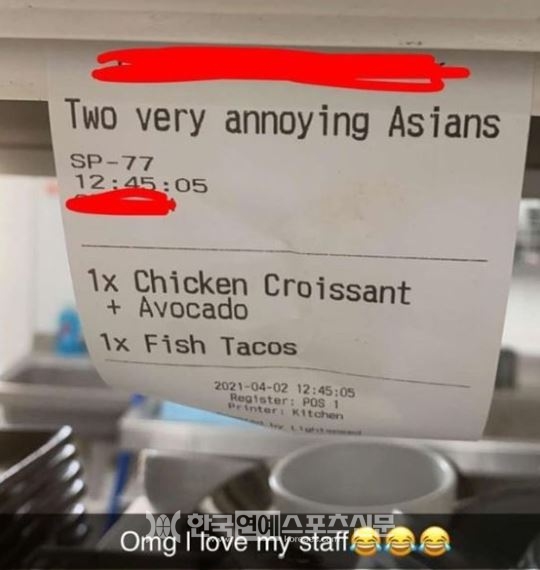 Two very annoying Asians
SP-77
12:45:05
1x Chicken Croissant
+ Avocado
1x Fish Tacos
2021-04-02 12:45:05
Register: POS 1
Printer: Kitchen
by Lightspeed
한국연예스포츠신문
Omg I love my staff😂😂😂